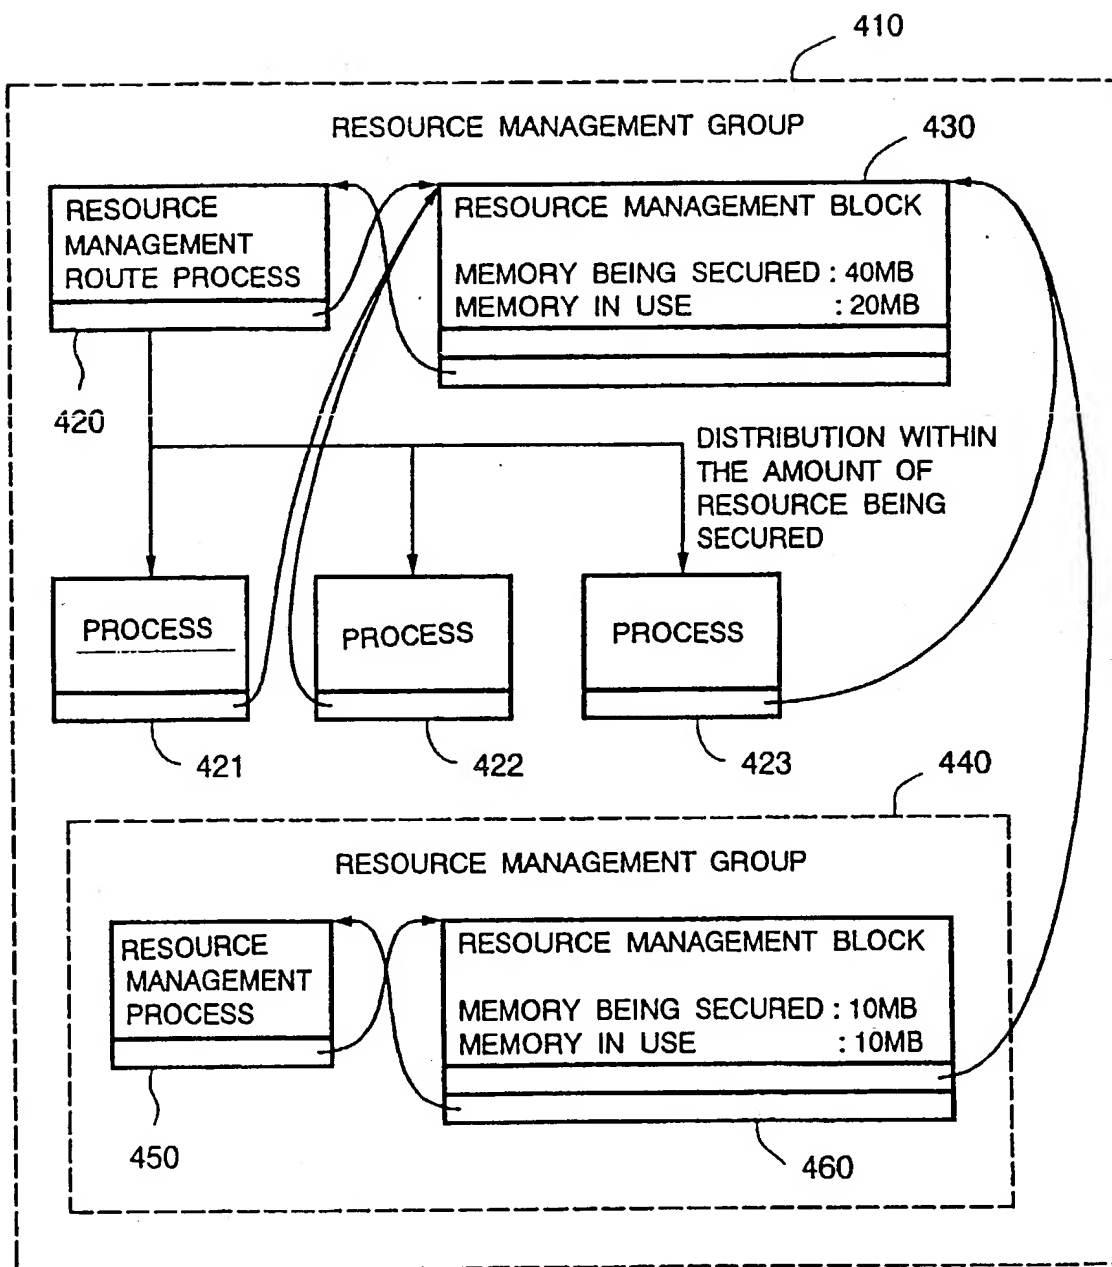 410
RESOURCE MANAGEMENT GROUP
430
RESOURCE
MANAGEMENT
ROUTE PROCESS
RESOURCE MANAGEMENT BLOCK
MEMORY BEING SECURED : 40MB
MEMORY IN USE : 20MB
420
DISTRIBUTION WITHIN
THE AMOUNT OF
RESOURCE BEING
SECURED
PROCESS
PROCESS
PROCESS
421
422
423
440
RESOURCE MANAGEMENT GROUP
RESOURCE
MANAGEMENT
PROCESS
RESOURCE MANAGEMENT BLOCK
MEMORY BEING SECURED : 10MB
MEMORY IN USE : 10MB
450
460